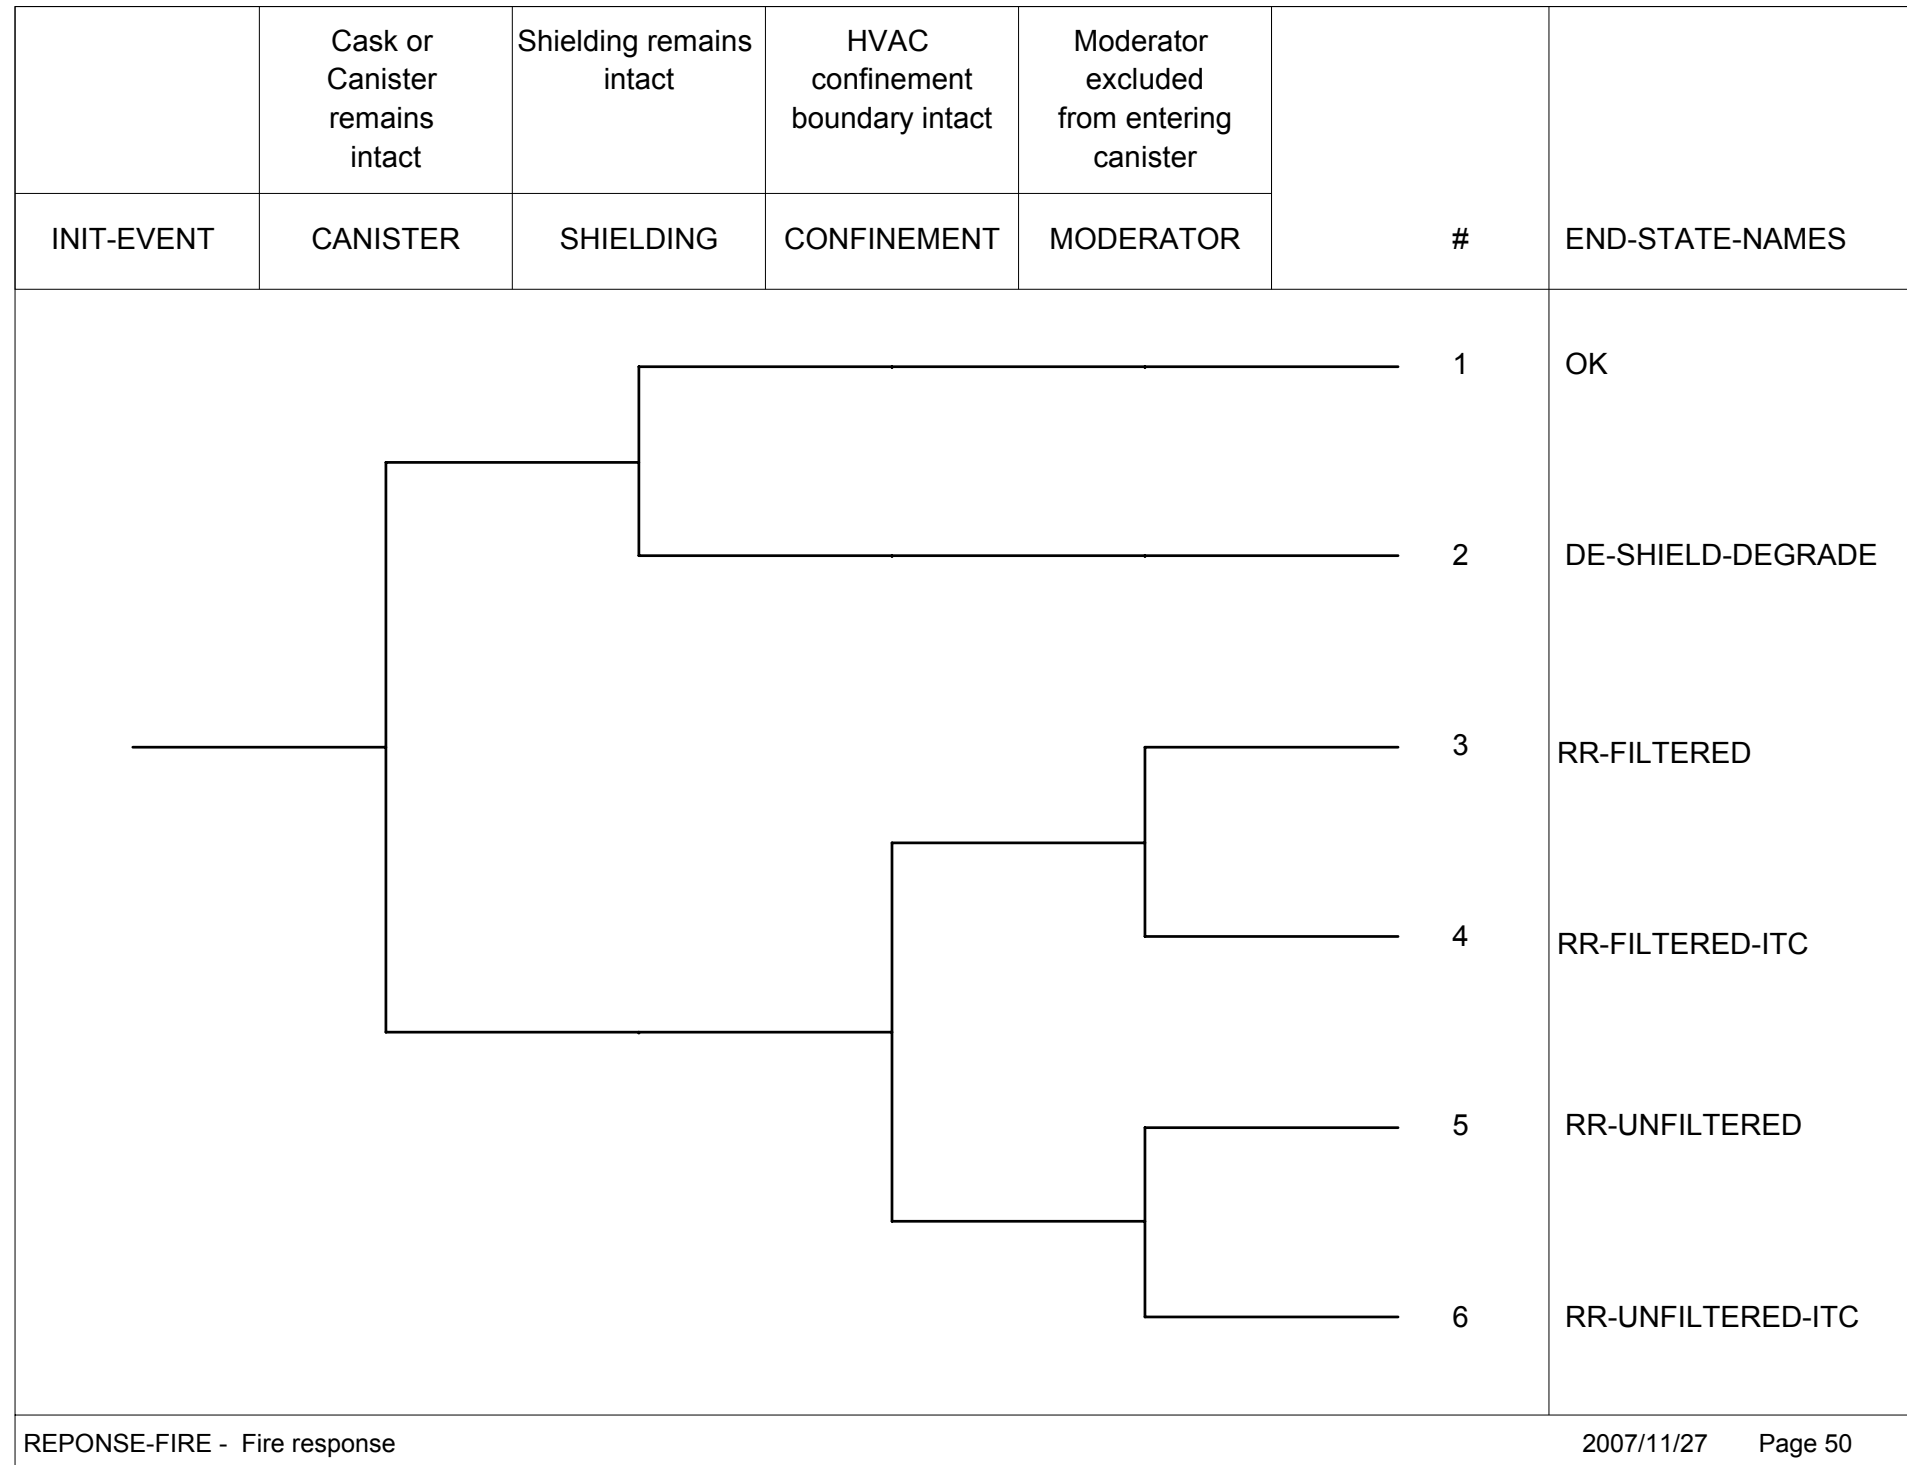 Cask or
Canister
remains
intact
Shielding remains
intact
HVAC
confinement
boundary intact
Moderator
excluded
from entering
canister
INIT-EVENT
CANISTER
SHIELDING
CONFINEMENT
MODERATOR
#
END-STATE-NAMES
1 OK
2 DE-SHIELD-DEGRADE
3 RR-FILTERED
4 RR-FILTERED-ITC
5 RR-UNFILTERED
6 RR-UNFILTERED-ITC
REPONSE-FIRE - Fire response
2007/11/27 Page 50